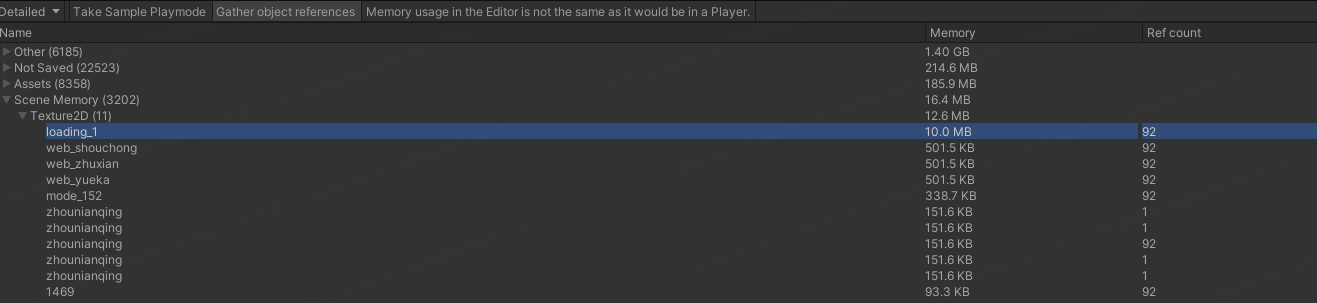 Detailed Take Sample Playmode Gather object references Memory usage in the Editor is not the same as it would be in a Player.
Name Memory Ref count
Other (6185) 1.40 GB
Not Saved (22523) 214.6 MB
Assets (8358) 185.9 MB
Scene Memory (3202) 16.4 MB
Texture2D (11) 12.6 MB
loading_1 10.0 MB 92
web_shouchong 501.5 KB 92
web_zhuxian 501.5 KB 92
web_yueka 501.5 KB 92
mode_152 338.7 KB 92
zhounianqing 151.6 KB 1
zhounianqing 151.6 KB 1
zhounianqing 151.6 KB 92
zhounianqing 151.6 KB 1
zhounianqing 151.6 KB 1
1469 93.3 KB 92